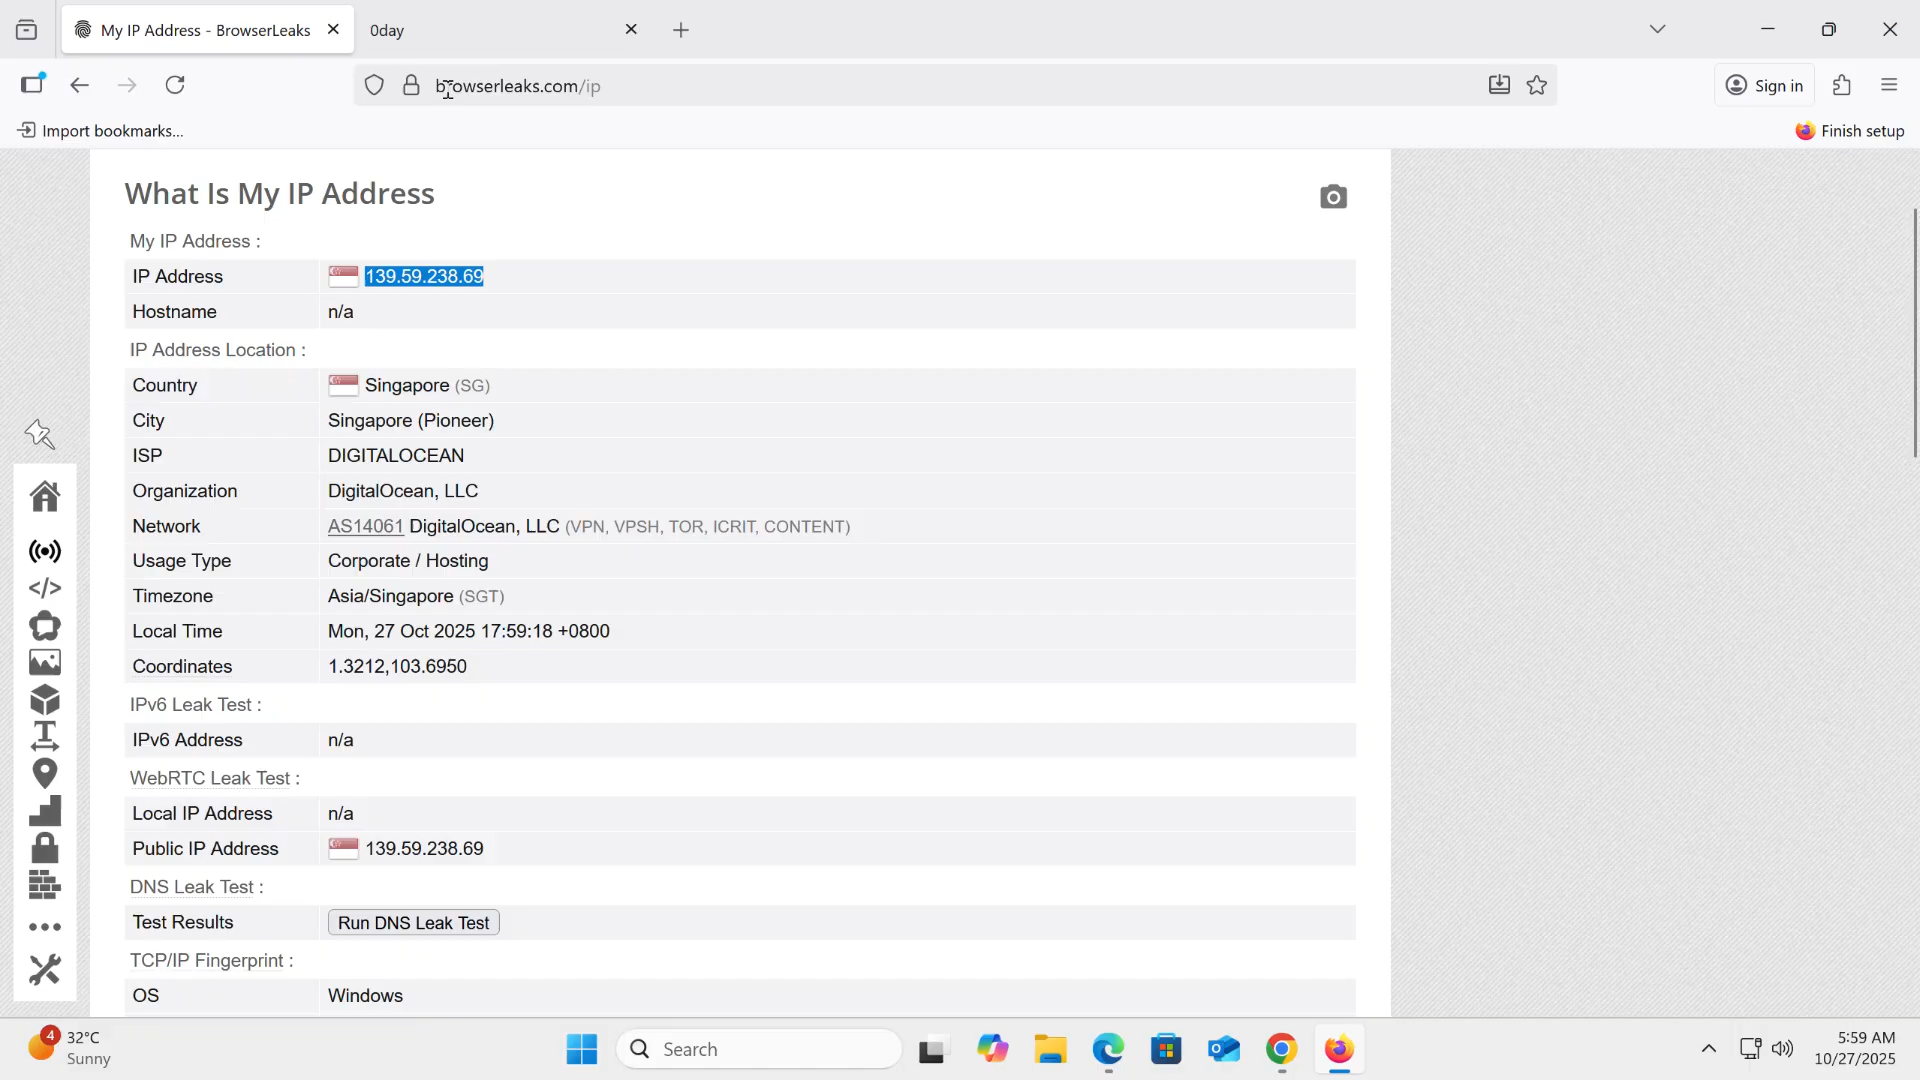 My IP Address - BrowserLeaks
0day
browserleaks.com/ip
Sign in
Import bookmarks...
Finish setup
What Is My IP Address
My IP Address :
IP Address 139.59.238.69
Hostname n/a
IP Address Location :
Country Singapore (SG)
City Singapore (Pioneer)
ISP DIGITALOCEAN
Organization DigitalOcean, LLC
Network AS14061 DigitalOcean, LLC (VPN, VPSH, TOR, ICRIT, CONTENT)
Usage Type Corporate / Hosting
Timezone Asia/Singapore (SGT)
Local Time Mon, 27 Oct 2025 17:59:18 +0800
Coordinates 1.3212,103.6950
IPv6 Leak Test :
IPv6 Address n/a
WebRTC Leak Test :
Local IP Address n/a
Public IP Address 139.59.238.69
DNS Leak Test :
Test Results Run DNS Leak Test
TCP/IP Fingerprint :
OS Windows
4
32°C
Sunny
Search
5:59 AM
10/27/2025